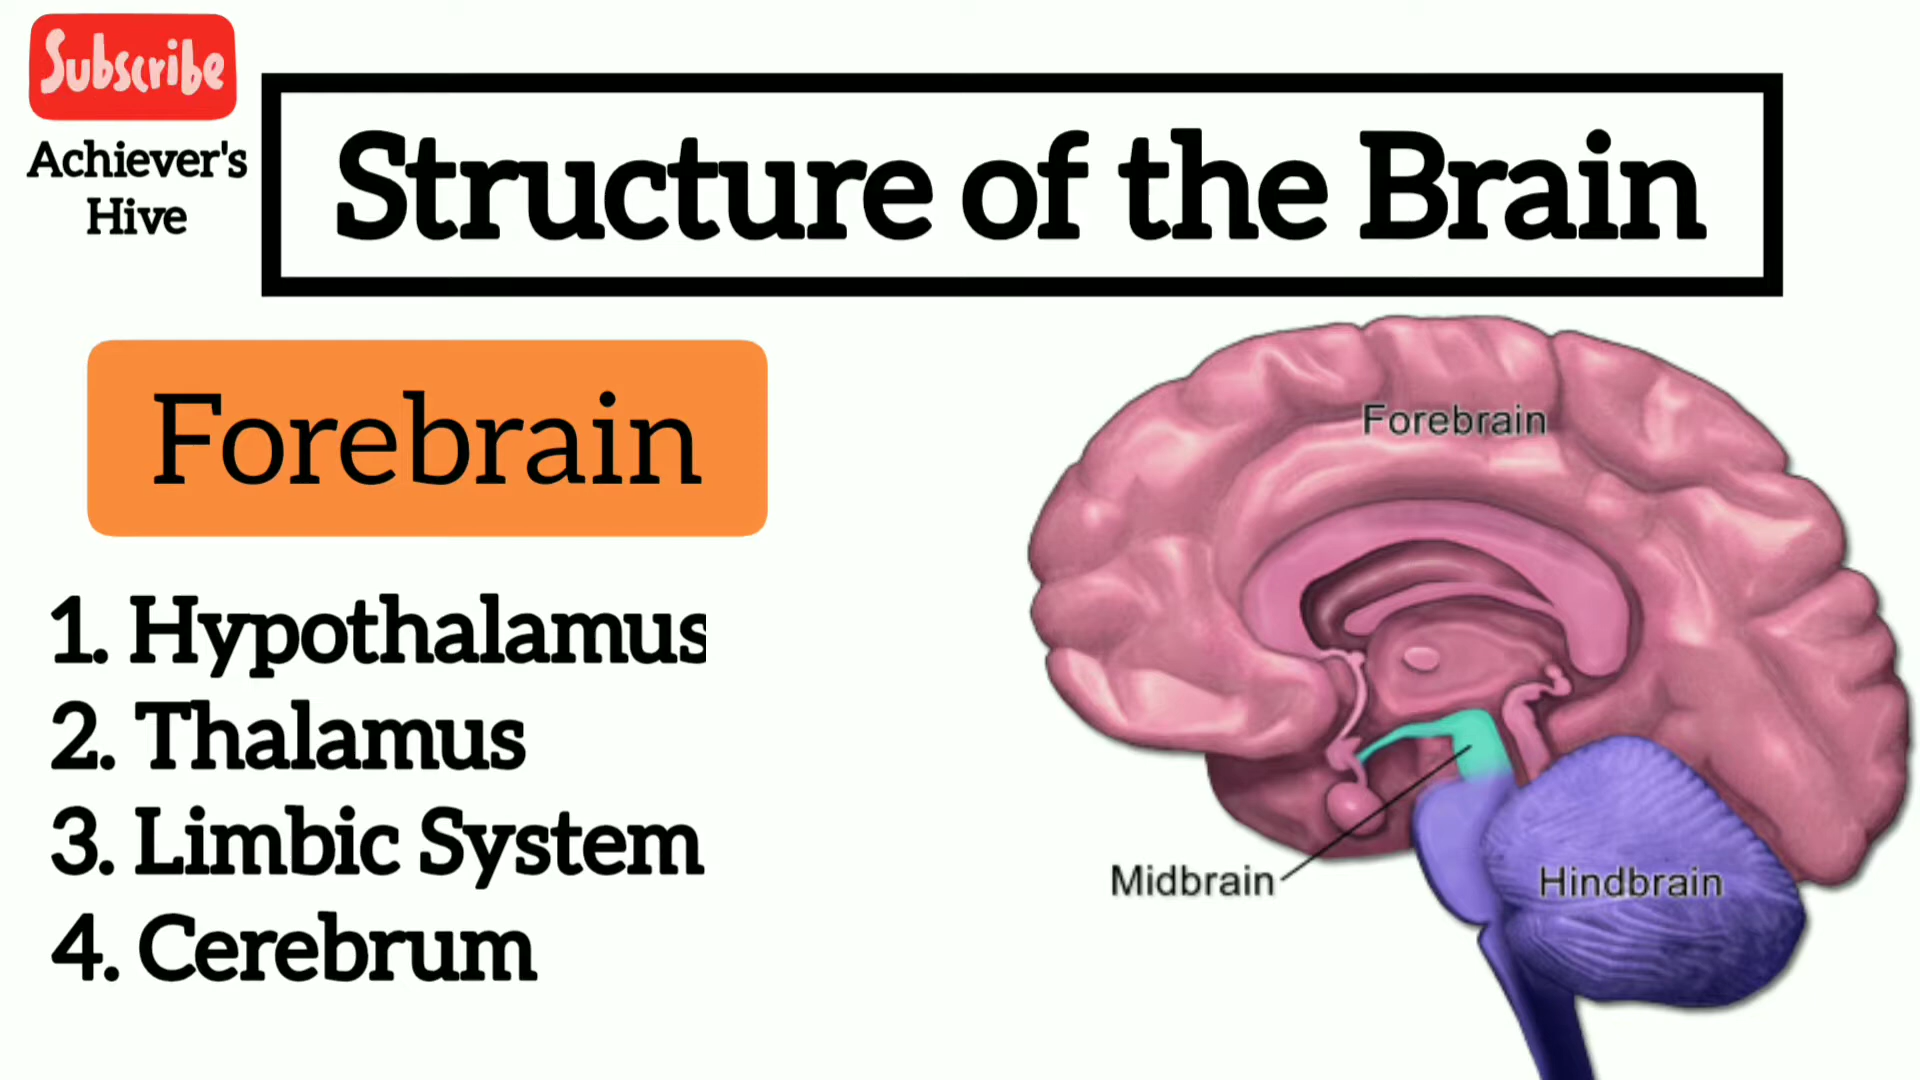 Subscribe
Achiever's
Hive
Structure of the Brain
Forebrain
1. Hypothalamus
2. Thalamus
3. Limbic System
4. Cerebrum
Forebrain
Midbrain
Hindbrain